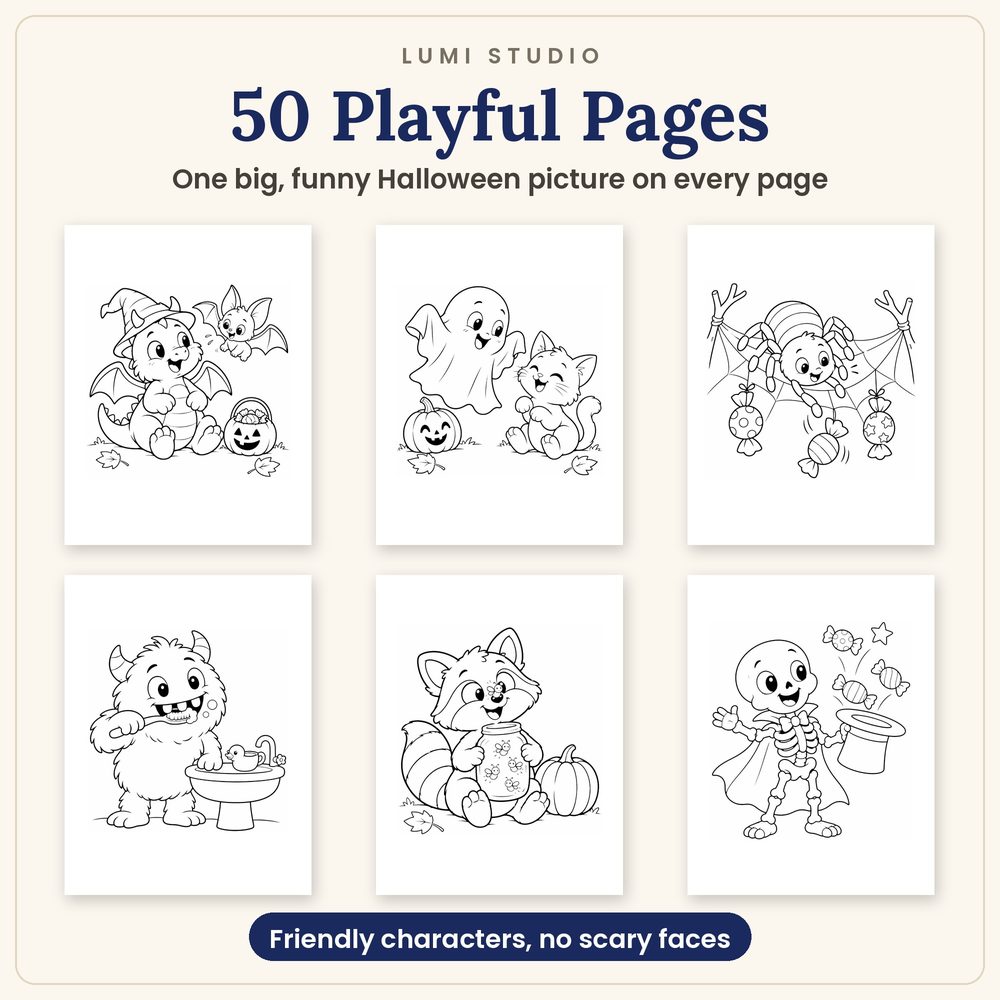 LUMI STUDIO
50 Playful Pages
One big, funny Halloween picture on every page
Friendly characters, no scary faces